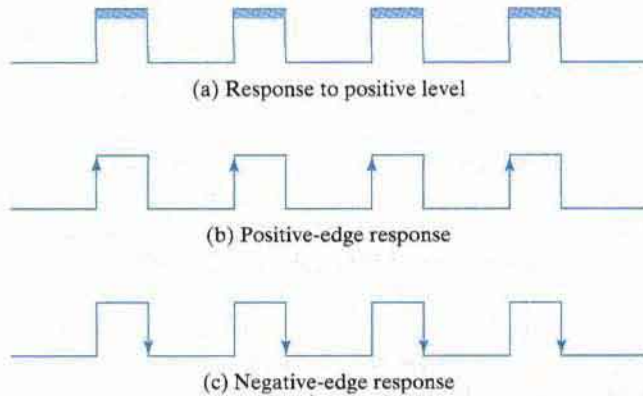 (a) Response to positive level
(b) Positive-edge response
(c) Negative-edge response